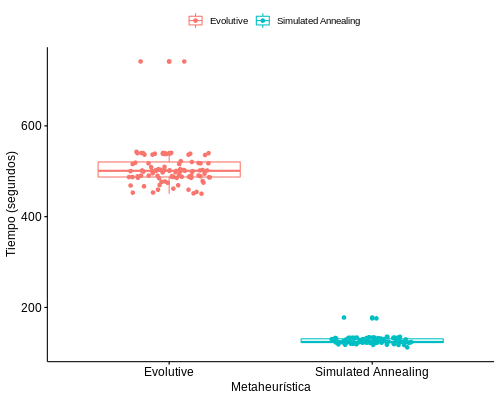 Evolutive Simulated Annealing
600
400
200
Tiempo (segundos)
Evolutive Simulated Annealing
Metaheurística